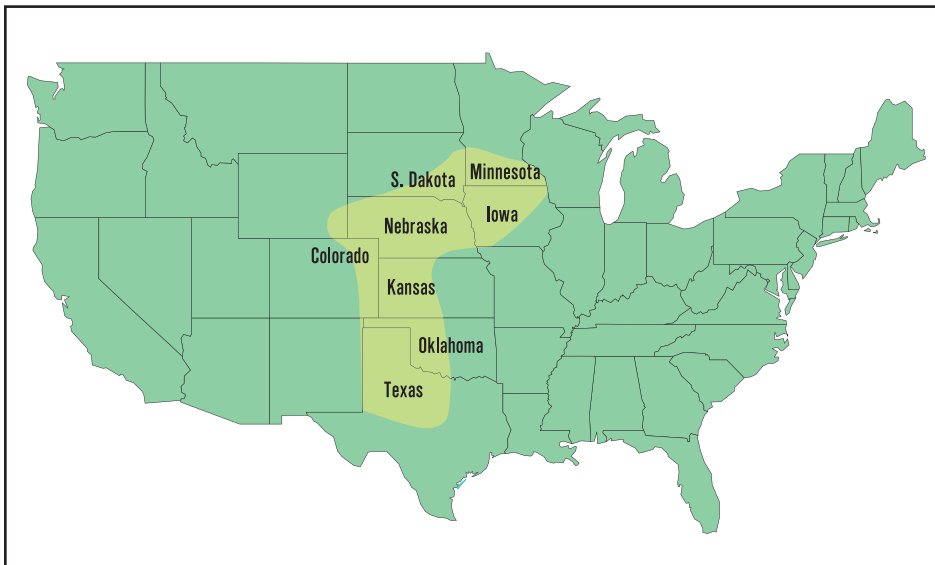 Minnesota
S. Dakota
Iowa
Nebraska
Colorado
Kansas
Oklahoma
Texas